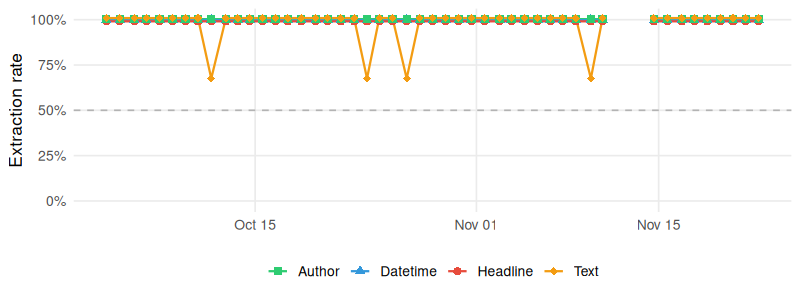 Extraction rate
100%
75%
50%
25%
0%
Oct 15 Nov 01 Nov 15
Author Datetime Headline Text